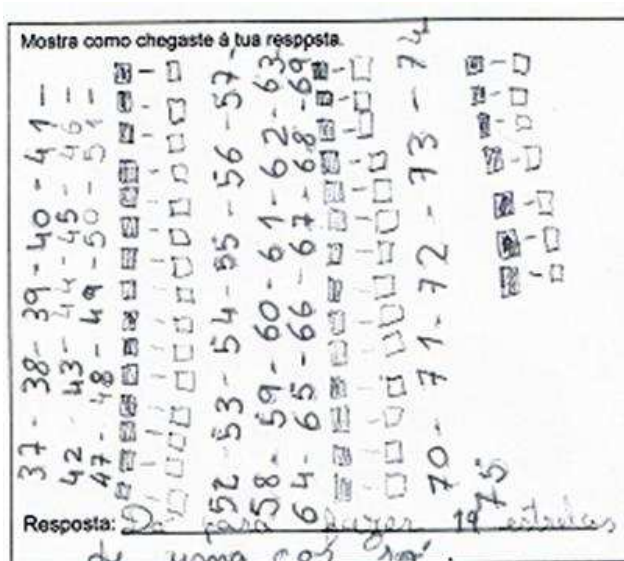 Mostra como chegaste à tua resposta.
37 - 38 - 39 - 40 - 41 -
42 - 43 - 44 - 45 - 46 -
47 - 48 - 49 - 50 - 51 -
52 - 53 - 54 - 55 - 56 - 57 -
58 - 59 - 60 - 61 - 62 - 63
64 - 65 - 66 - 67 - 68 - 69
70 - 71 - 72 - 73 - 74
75
Resposta: Dá para fazer 19 estrelas
de uma cor só.